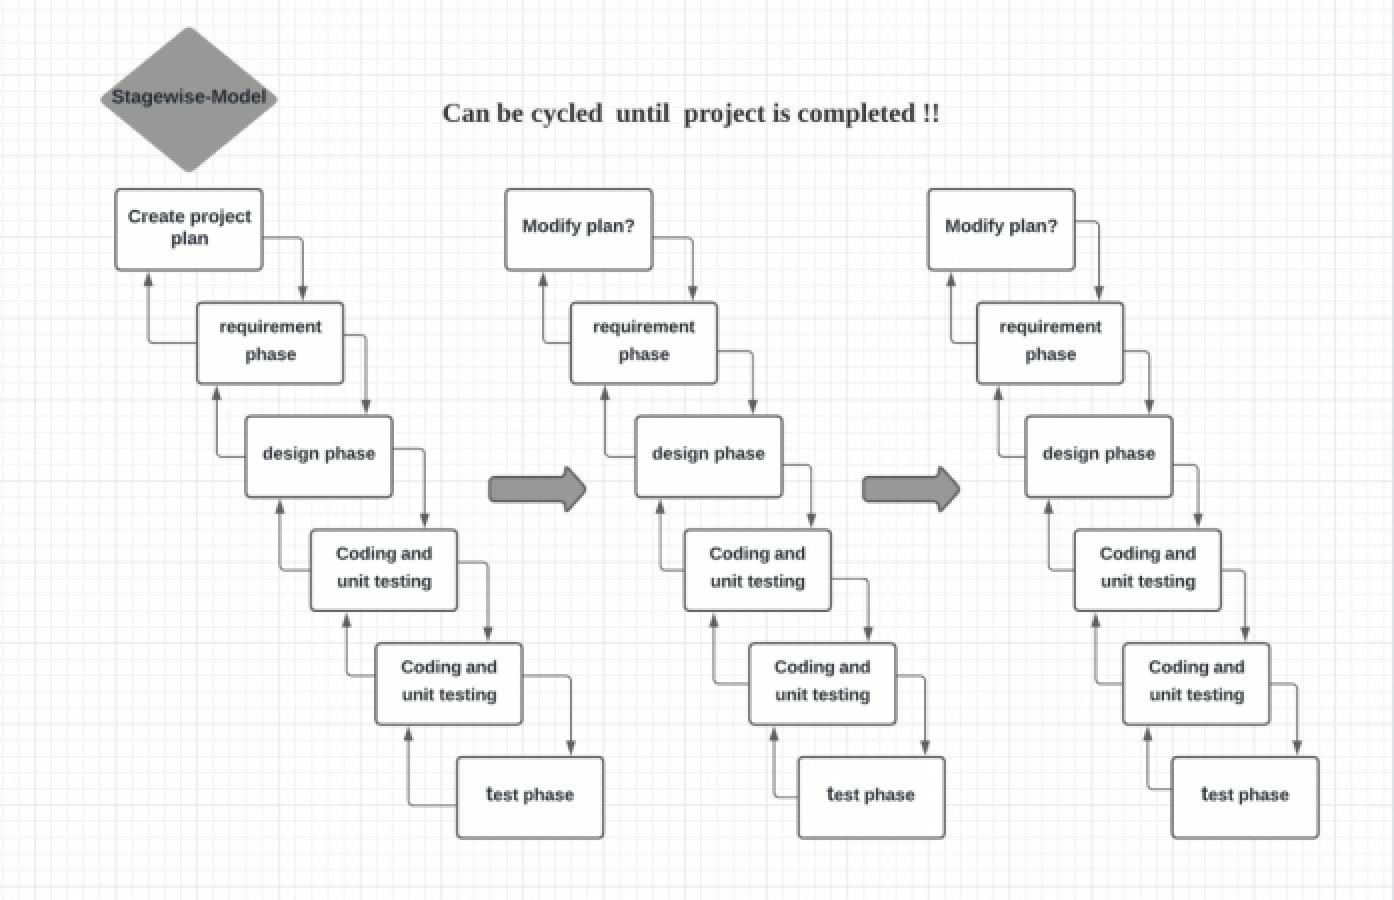 Stagewise-Model
Can be cycled until project is completed !!
Create project
plan
requirement
phase
design phase
Coding and
unit testing
Coding and
unit testing
test phase
Modify plan?
requirement
phase
design phase
Coding and
unit testing
Coding and
unit testing
test phase
Modify plan?
requirement
phase
design phase
Coding and
unit testing
Coding and
unit testing
test phase